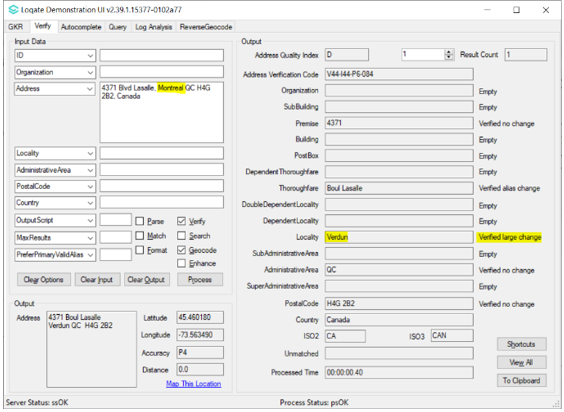 Loqate Demonstration UI v2.39.1.15377-0102a77
GKR Verify Autocomplete Query Log Analysis ReverseGeocode
Input Data
ID
Organization
Address 4371 Blvd Lasalle, Montreal QC H4G
2B2, Canada
Locality
AdministrativeArea
PostalCode
Country
OutputScript Parse Verify
MaxResults Match Search
PreferPrimaryValidAlias Format Geocode
Enhance
Clear Options Clear Input Clear Output Process
Output
Address 4371 Boul Lasalle
Verdun QC H4G 2B2
Latitude 45.460180
Longitude -73.563490
Accuracy P4
Distance 0.0
Map This Location
Output
Address Quality Index D 1 Result Count 1
Address Verification Code V44-I44-P6-084
Organization Empty
SubBuilding Empty
Premise 4371 Verified no change
Building Empty
PostBox Empty
DependentThoroughfare Empty
Thoroughfare Boul Lasalle Verified alias change
DoubleDependentLocality Empty
DependentLocality Empty
Locality Verdun Verified large change
SubAdministrativeArea Empty
AdministrativeArea QC Verified no change
SuperAdministrativeArea Empty
PostalCode H4G 2B2 Verified no change
Country Canada
ISO2 CA ISO3 CAN
Unmatched
Processed Time 00:00:00.40
Shortcuts
View All
To Clipboard
Server Status: ssOK Process Status: psOK